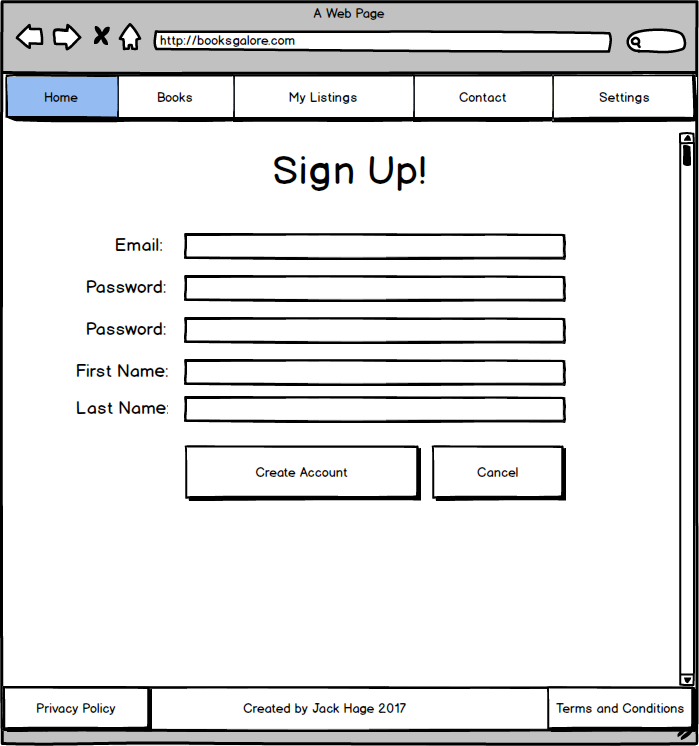 A Web Page
http://booksgalore.com
Home Books My Listings Contact Settings
Sign Up!
Email:
Password:
Password:
First Name:
Last Name:
Create Account Cancel
Privacy Policy Created by Jack Hage 2017 Terms and Conditions